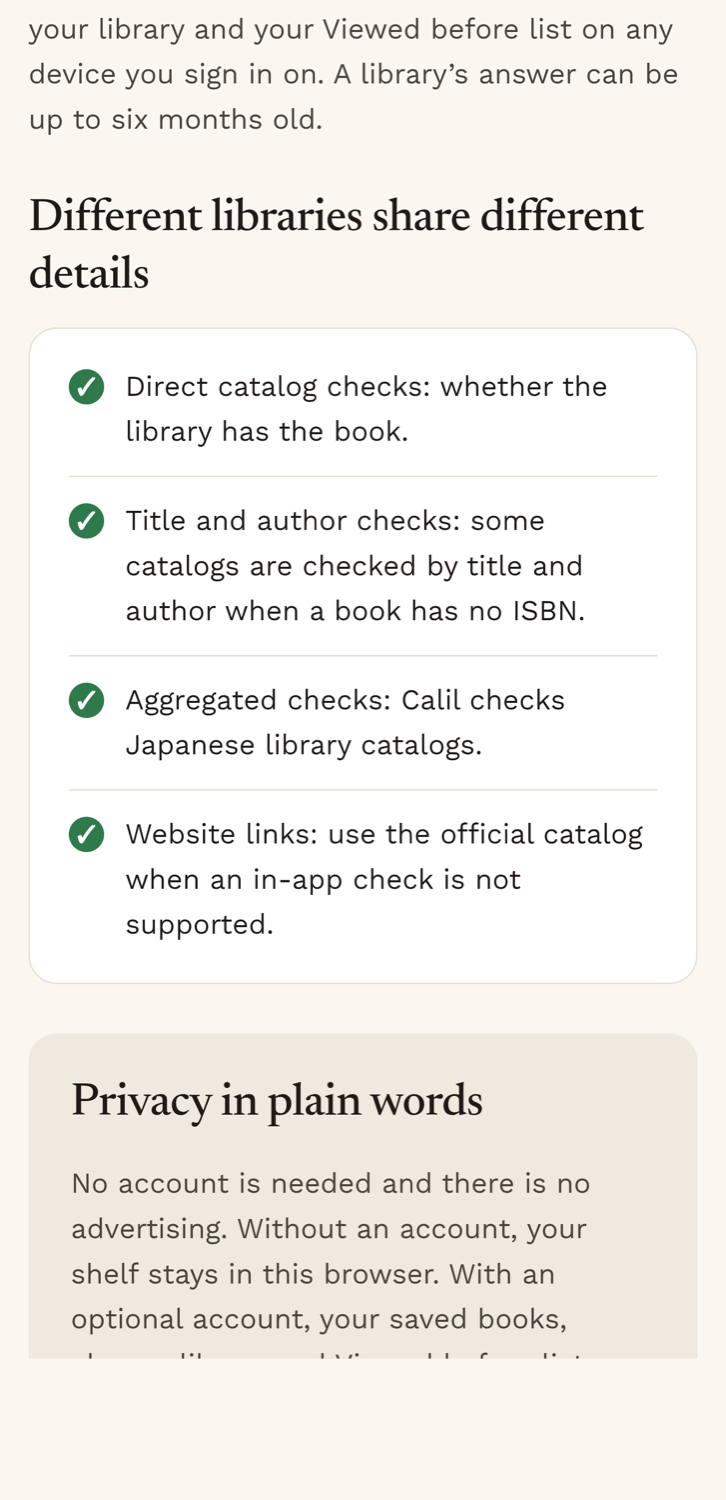 your library and your Viewed before list on any
device you sign in on. A library’s answer can be
up to six months old.
Different libraries share different
details
Direct catalog checks: whether the
library has the book.
Title and author checks: some
catalogs are checked by title and
author when a book has no ISBN.
Aggregated checks: Calil checks
Japanese library catalogs.
Website links: use the official catalog
when an in-app check is not
supported.
Privacy in plain words
No account is needed and there is no
advertising. Without an account, your
shelf stays in this browser. With an
optional account, your saved books,